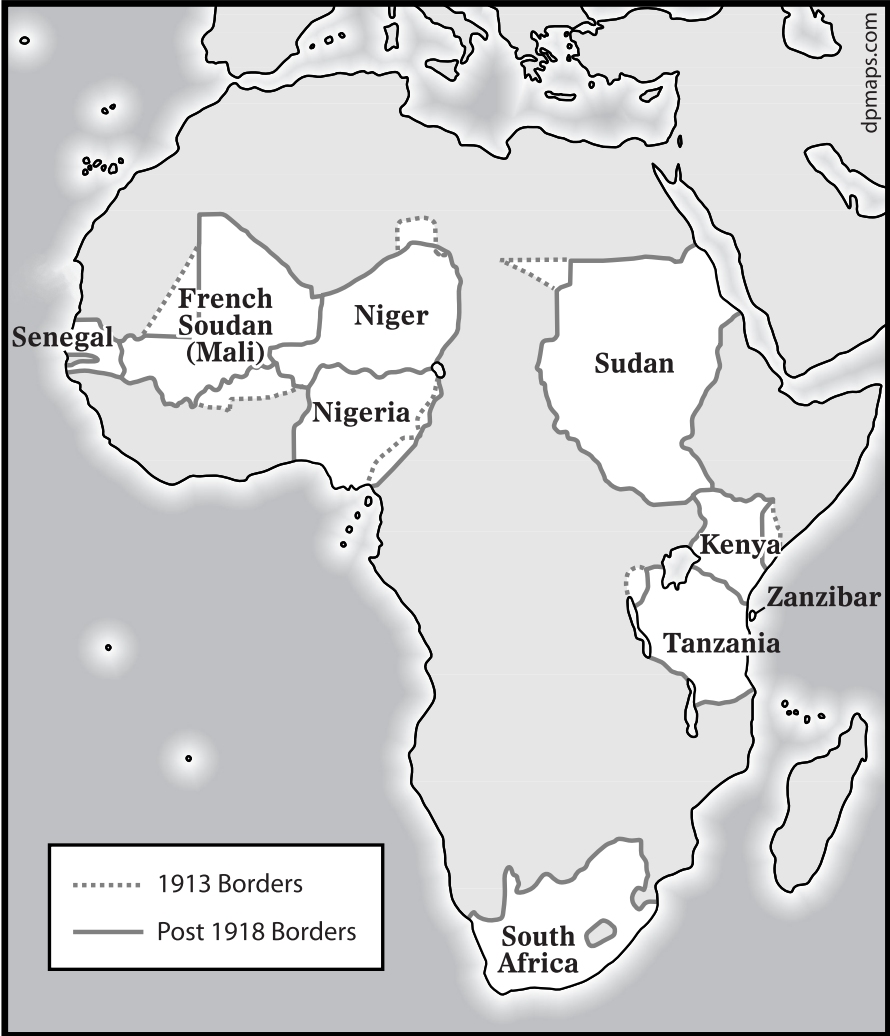 dpmaps.com
French
Soudan
(Mali)
Niger
Senegal
Sudan
Nigeria
Kenya
Zanzibar
Tanzania
1913 Borders
Post 1918 Borders
South
Africa